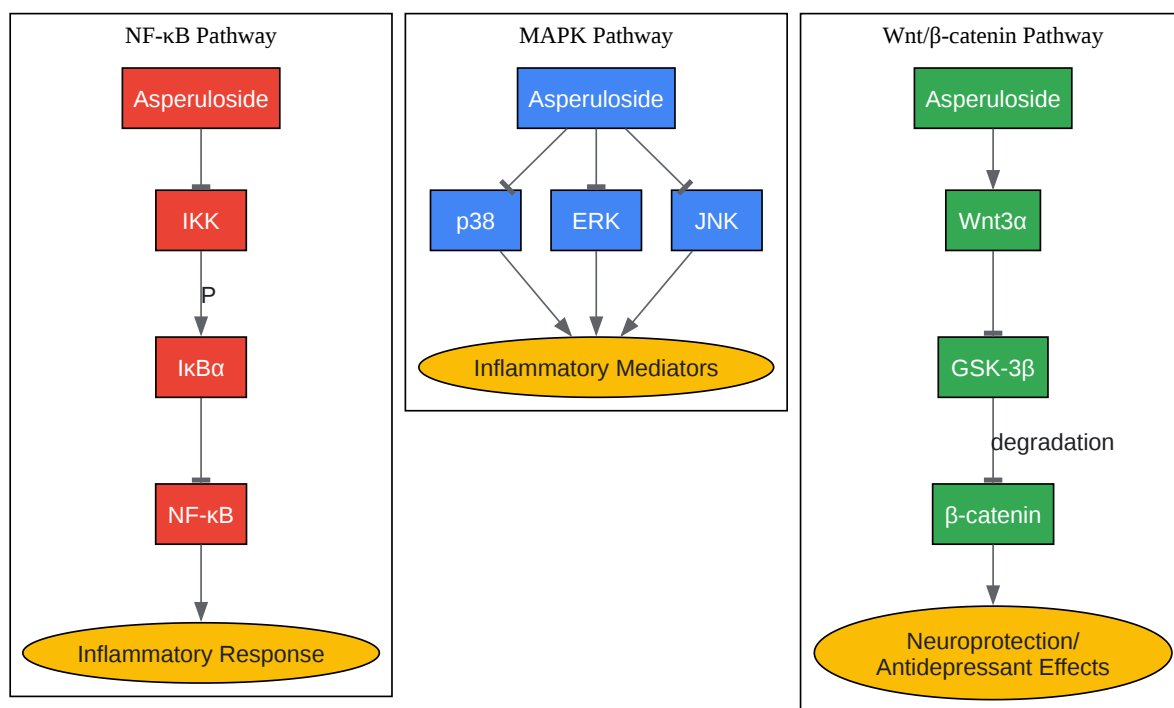 NF-κB Pathway
Asperuloside
IKK
P
IκBα
NF-κB
Inflammatory Response
MAPK Pathway
Asperuloside
p38
ERK
JNK
Inflammatory Mediators
Wnt/β-catenin Pathway
Asperuloside
Wnt3α
GSK-3β
degradation
β-catenin
Neuroprotection/
Antidepressant Effects